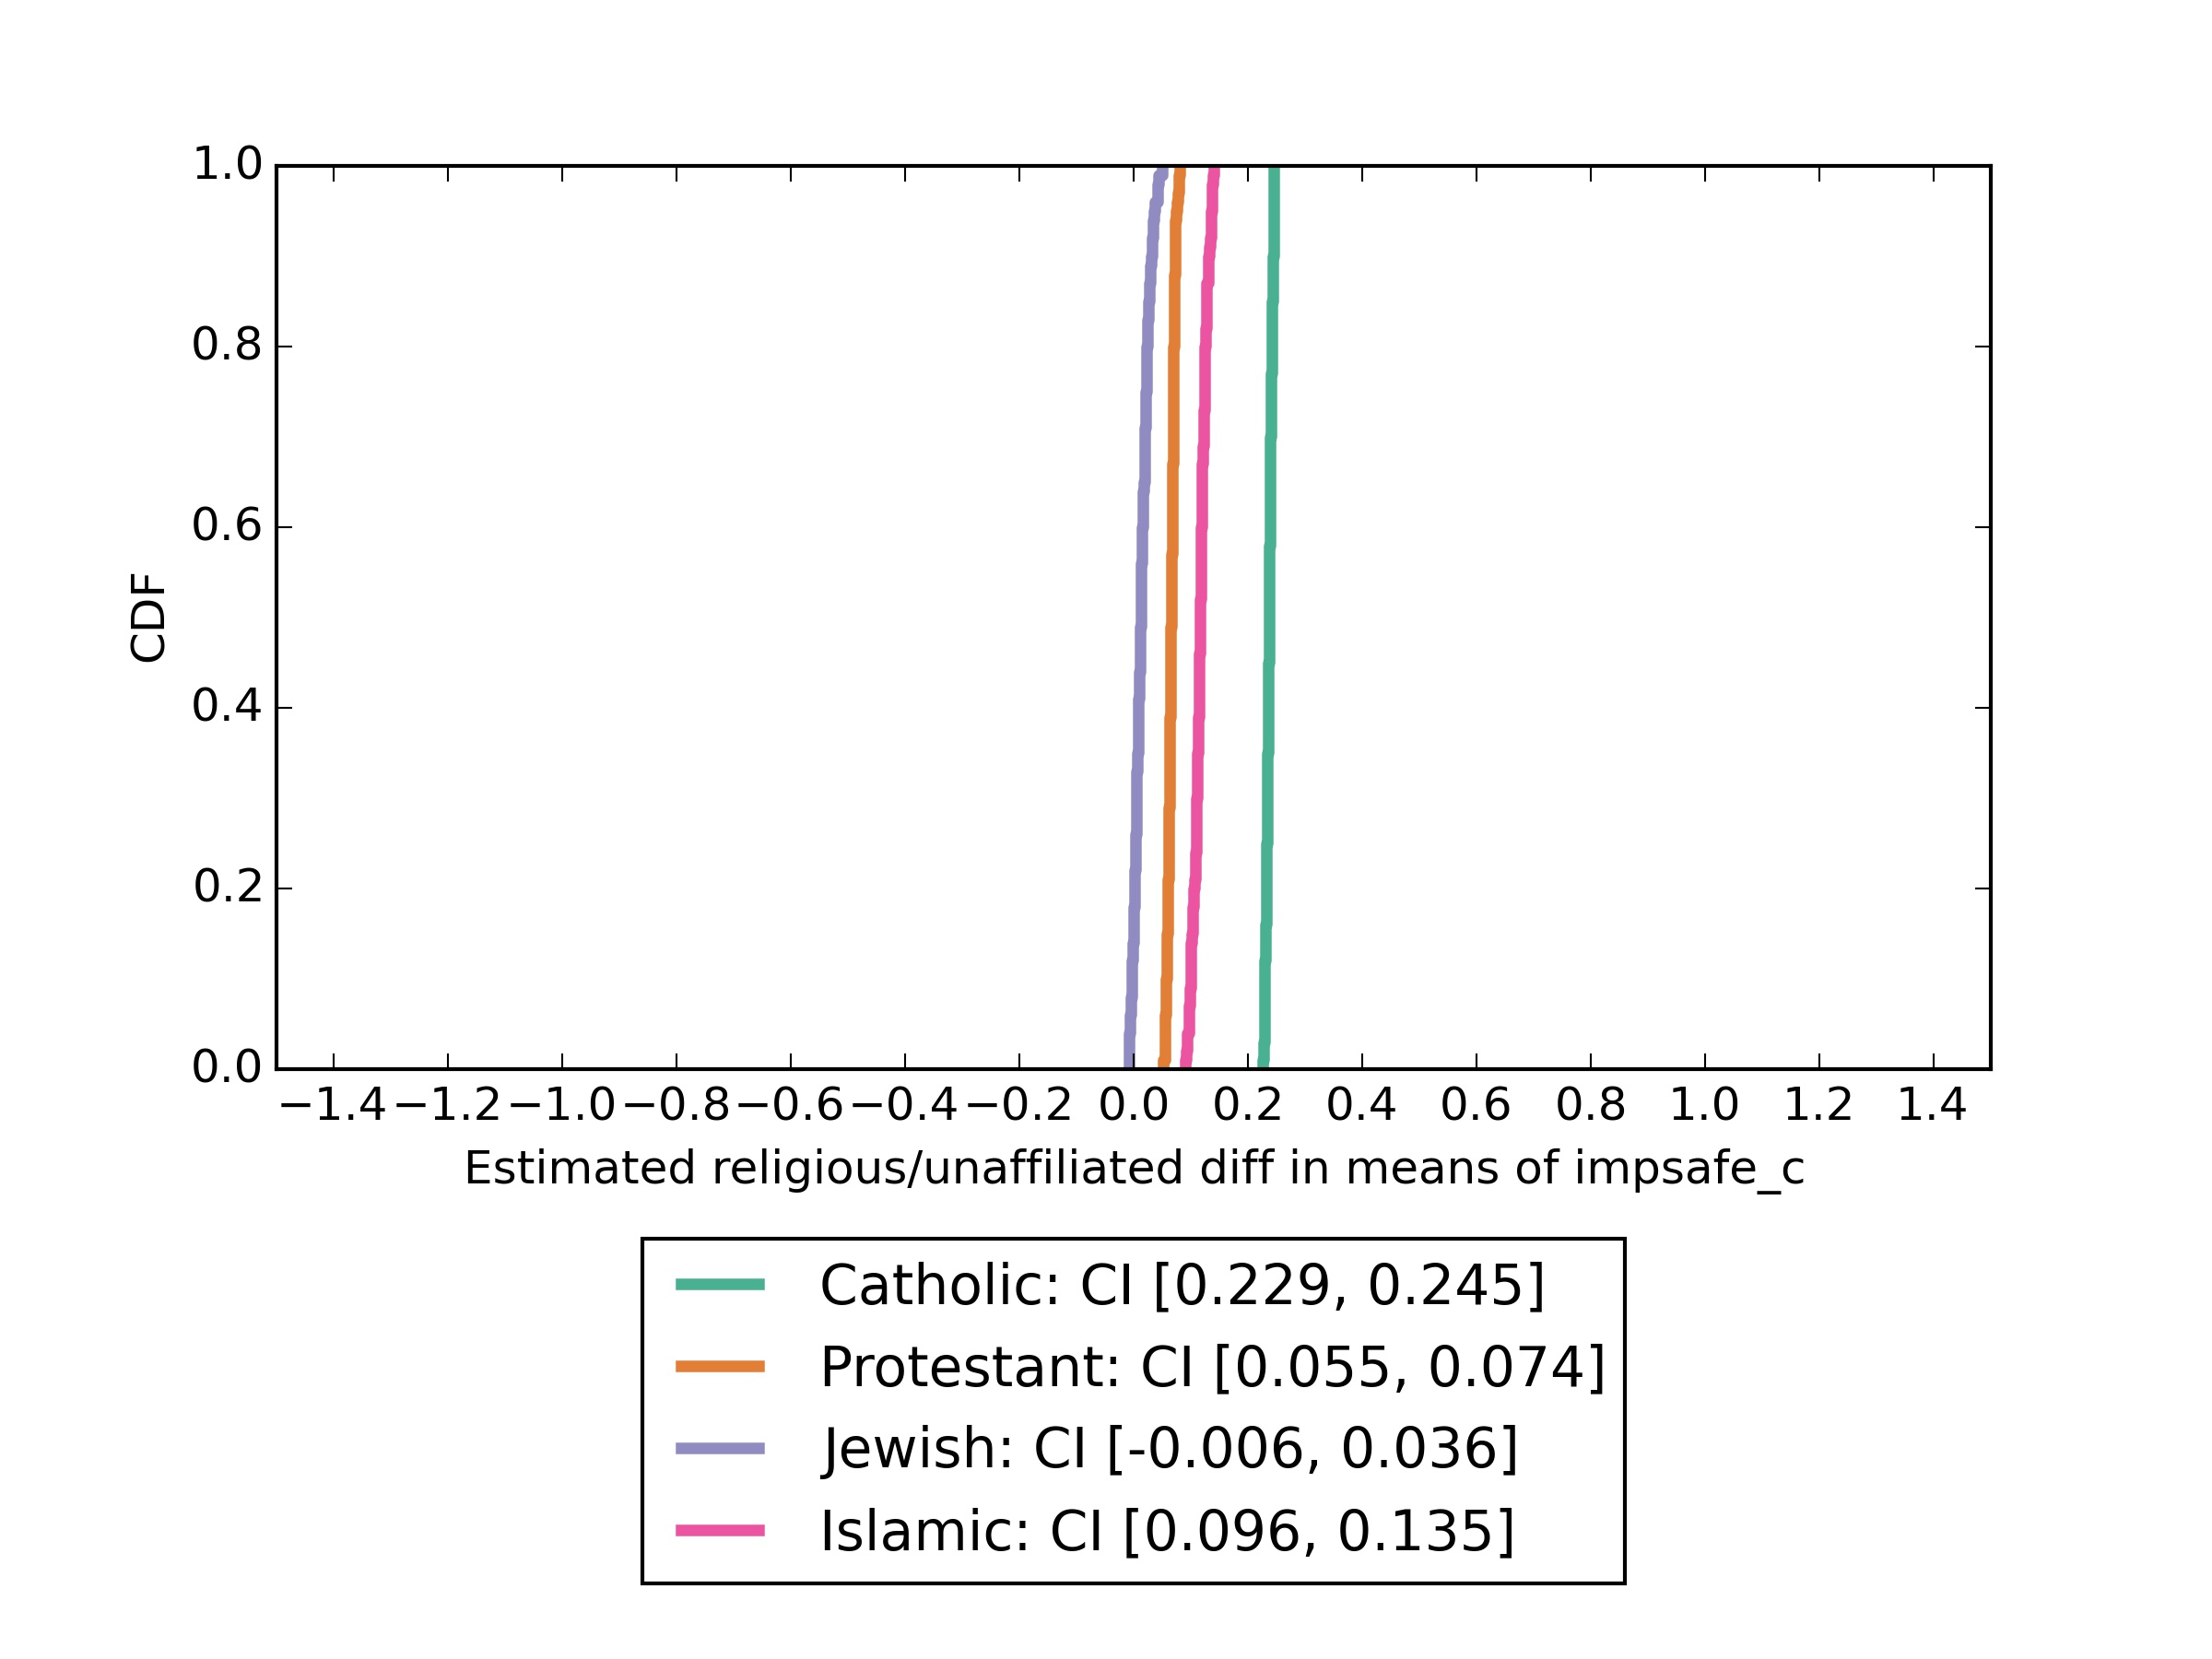 1.0
0.8
0.6
0.4
0.2
0.0
CDF
−1.4 −1.2 −1.0 −0.8 −0.6 −0.4 −0.2 0.0 0.2 0.4 0.6 0.8 1.0 1.2 1.4
Estimated religious/unaffiliated diff in means of impsafe_c
Catholic: CI [0.229, 0.245]
Protestant: CI [0.055, 0.074]
Jewish: CI [-0.006, 0.036]
Islamic: CI [0.096, 0.135]